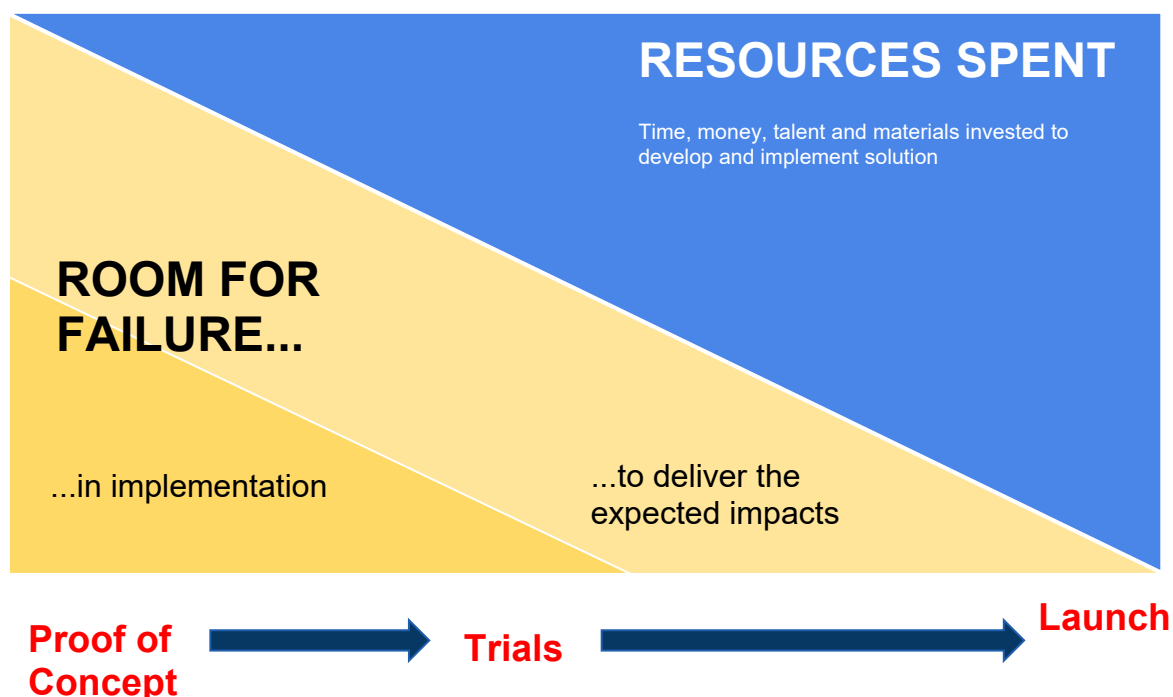 RESOURCES SPENT
Time, money, talent and materials invested to
develop and implement solution
ROOM FOR
FAILURE...
...in implementation
...to deliver the
expected impacts
Proof of
Concept
Trials
Launch